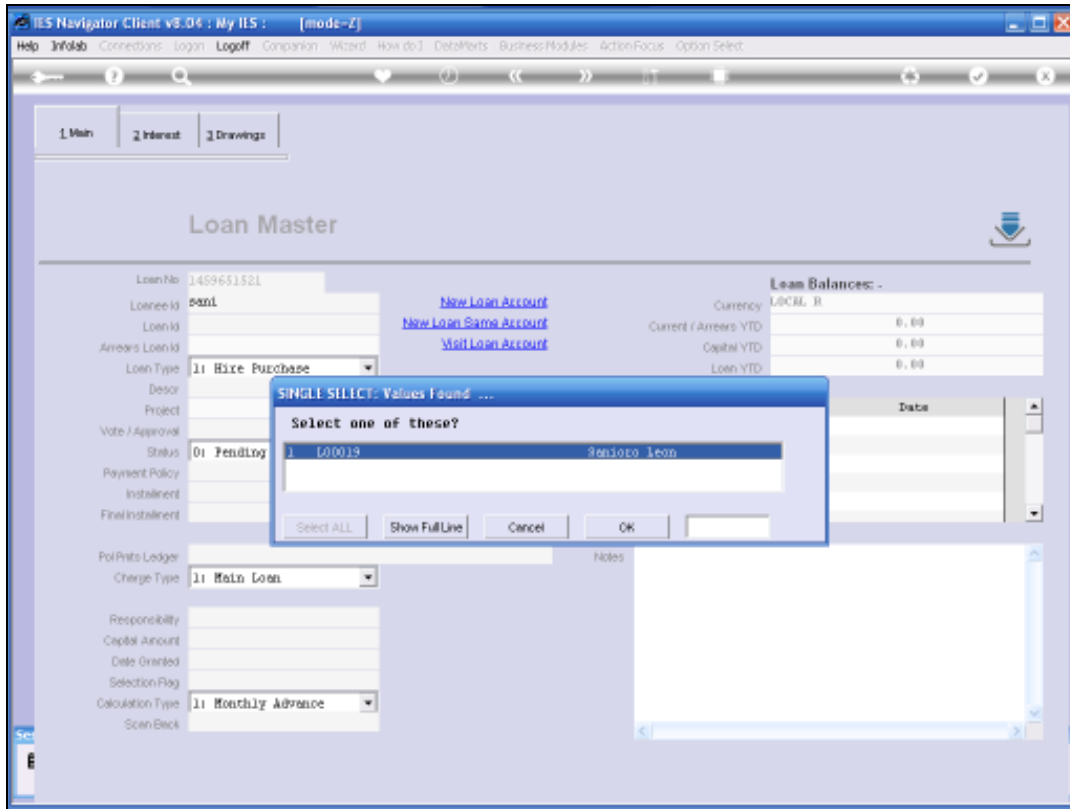 IES Navigator Client v8.04 : My IES : [mode=Z]
Help Infolab Connections Logon Logoff Companion Wizard How do I DataAlerts Business Modules Action Focus Option Select
1 Main 2 Interest 3 Drawings
Loan Master
Loan No 1459651521
Loanee Id sani
Loan Id
Arrears Loan Id
Loan Type 1: Hire Purchase
Descr
Project
Vote / Approval
Status 0: Pending
Payment Policy
Instalment
Final Instalment
Pol Pmts Ledger
Charge Type 1: Main Loan
Responsibility
Capital Amount
Date Granted
Selection Flag
Calculation Type 1: Monthly Advance
Scan Back
New Loan Account
New Loan Same Account
Visit Loan Account
Loan Balances: -
Currency LOCAL R
Current / Arrears YTD 0.00
Capital YTD 0.00
Loan YTD 0.00
Date
Notes
SINGLE SELECT: Values Found ...
Select one of these?
1 L00019 Senioro leon
Select ALL Show Full Line Cancel OK